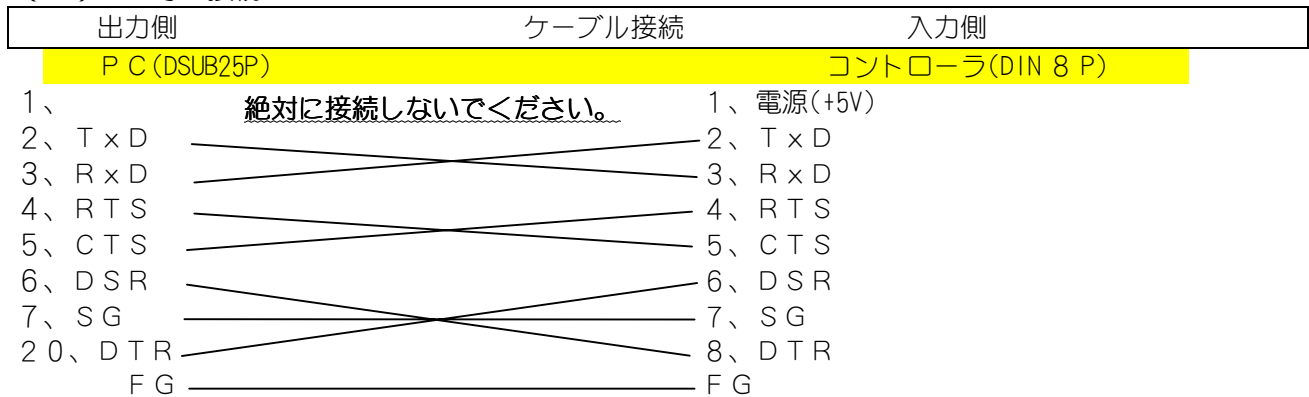 出力側 ケーブル接続 入力側
ＰＣ(DSUB25P) コントローラ(DIN８Ｐ)
１、 絶対に接続しないでください。 １、電源(+5V)
２、ＴｘＤ ２、ＴｘＤ
３、ＲｘＤ ３、ＲｘＤ
４、ＲＴＳ ４、ＲＴＳ
５、ＣＴＳ ５、ＣＴＳ
６、ＤＳＲ ６、ＤＳＲ
７、ＳＧ ７、ＳＧ
２０、ＤＴＲ ８、ＤＴＲ
ＦＧ ＦＧ